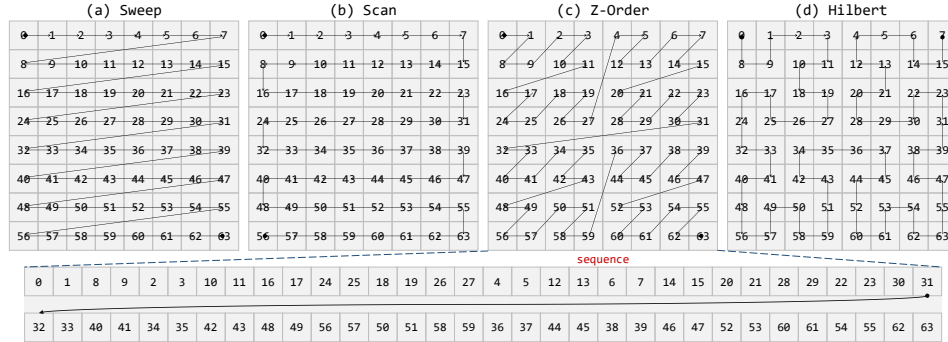 (a) Sweep (b) Scan (c) Z-Order (d) Hilbert
0 1 2 3 4 5 6 7 0 1 2 3 4 5 6 7 0 1 2 3 4 5 6 7 0 1 2 3 4 5 6 7
8 9 10 11 12 13 14 15 8 9 10 11 12 13 14 15 8 9 10 11 12 13 14 15 8 9 10 11 12 13 14 15
16 17 18 19 20 21 22 23 16 17 18 19 20 21 22 23 16 17 18 19 20 21 22 23 16 17 18 19 20 21 22 23
24 25 26 27 28 29 30 31 24 25 26 27 28 29 30 31 24 25 26 27 28 29 30 31 24 25 26 27 28 29 30 31
32 33 34 35 36 37 38 39 32 33 34 35 36 37 38 39 32 33 34 35 36 37 38 39 32 33 34 35 36 37 38 39
40 41 42 43 44 45 46 47 40 41 42 43 44 45 46 47 40 41 42 43 44 45 46 47 40 41 42 43 44 45 46 47
48 49 50 51 52 53 54 55 48 49 50 51 52 53 54 55 48 49 50 51 52 53 54 55 48 49 50 51 52 53 54 55
56 57 58 59 60 61 62 63 56 57 58 59 60 61 62 63 56 57 58 59 60 61 62 63 56 57 58 59 60 61 62 63
sequence
0 1 8 9 2 3 10 11 16 17 24 25 18 19 26 27 4 5 12 13 6 7 14 15 20 21 28 29 22 23 30 31
32 33 40 41 34 35 42 43 48 49 56 57 50 51 58 59 36 37 44 45 38 39 46 47 52 53 60 61 54 55 62 63